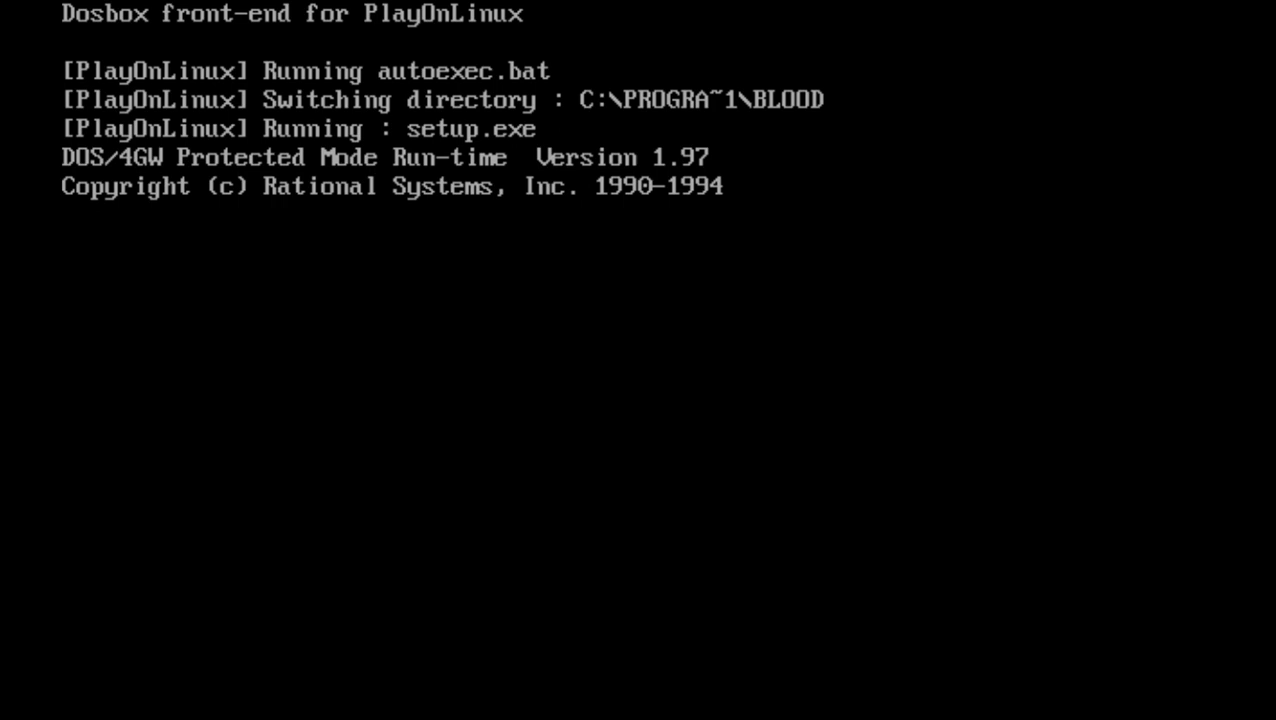 Dosbox front-end for PlayOnLinux
[PlayOnLinux] Running autoexec.bat
[PlayOnLinux] Switching directory : C:\PROGRA~1\BLOOD
[PlayOnLinux] Running : setup.exe
DOS/4GW Protected Mode Run-time  Version 1.97
Copyright (c) Rational Systems, Inc. 1990-1994